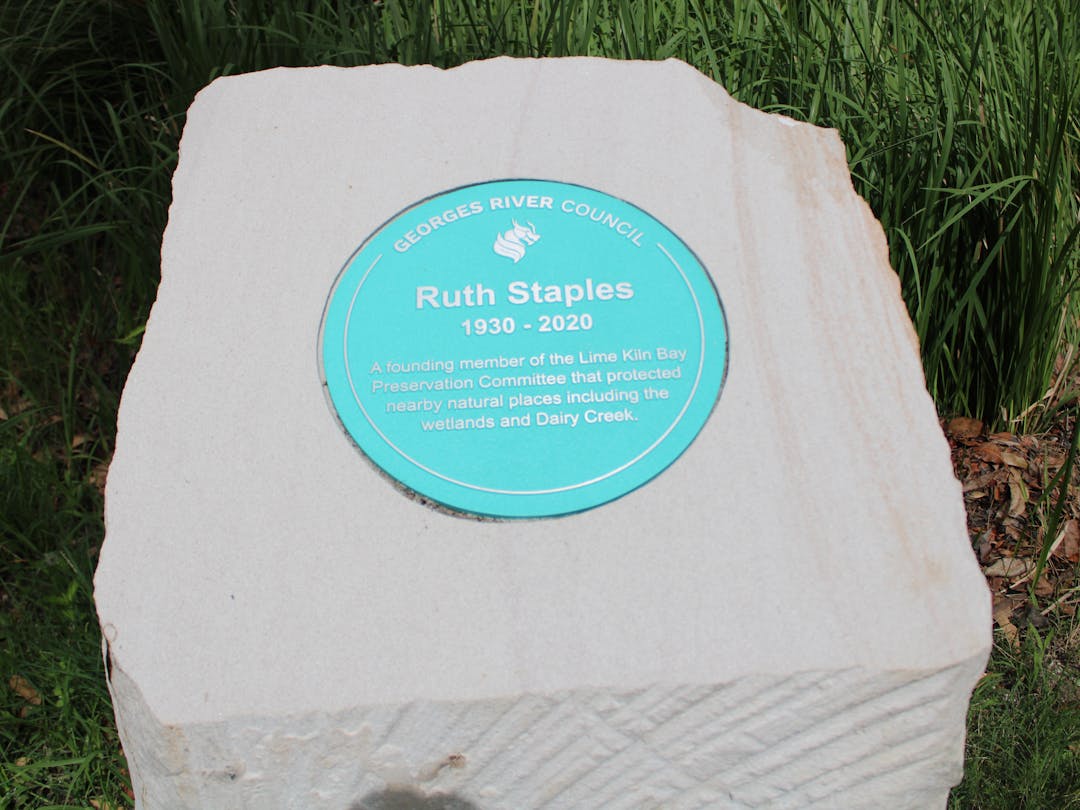 GEORGES RIVER COUNCIL
Ruth Staples
1930 - 2020
A founding member of the Lime Kiln Bay
Preservation Committee that protected
nearby natural places including the
wetlands and Dairy Creek.